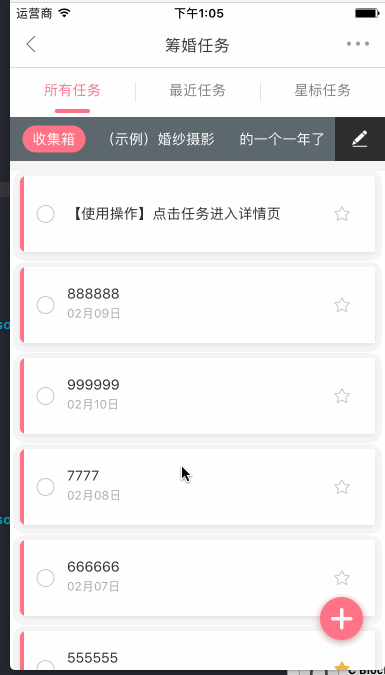 运营商 下午1:05
筹婚任务
所有任务 最近任务 星标任务
收集箱 （示例）婚纱摄影 的一个一年了
【使用操作】点击任务进入详情页
888888
02月09日
999999
02月10日
7777
02月08日
666666
02月07日
555555
C Block